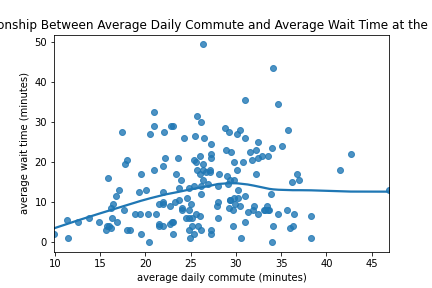 onship Between Average Daily Commute and Average Wait Time at the
50
40
30
20
10
0
average wait time (minutes)
10 15 20 25 30 35 40 45
average daily commute (minutes)